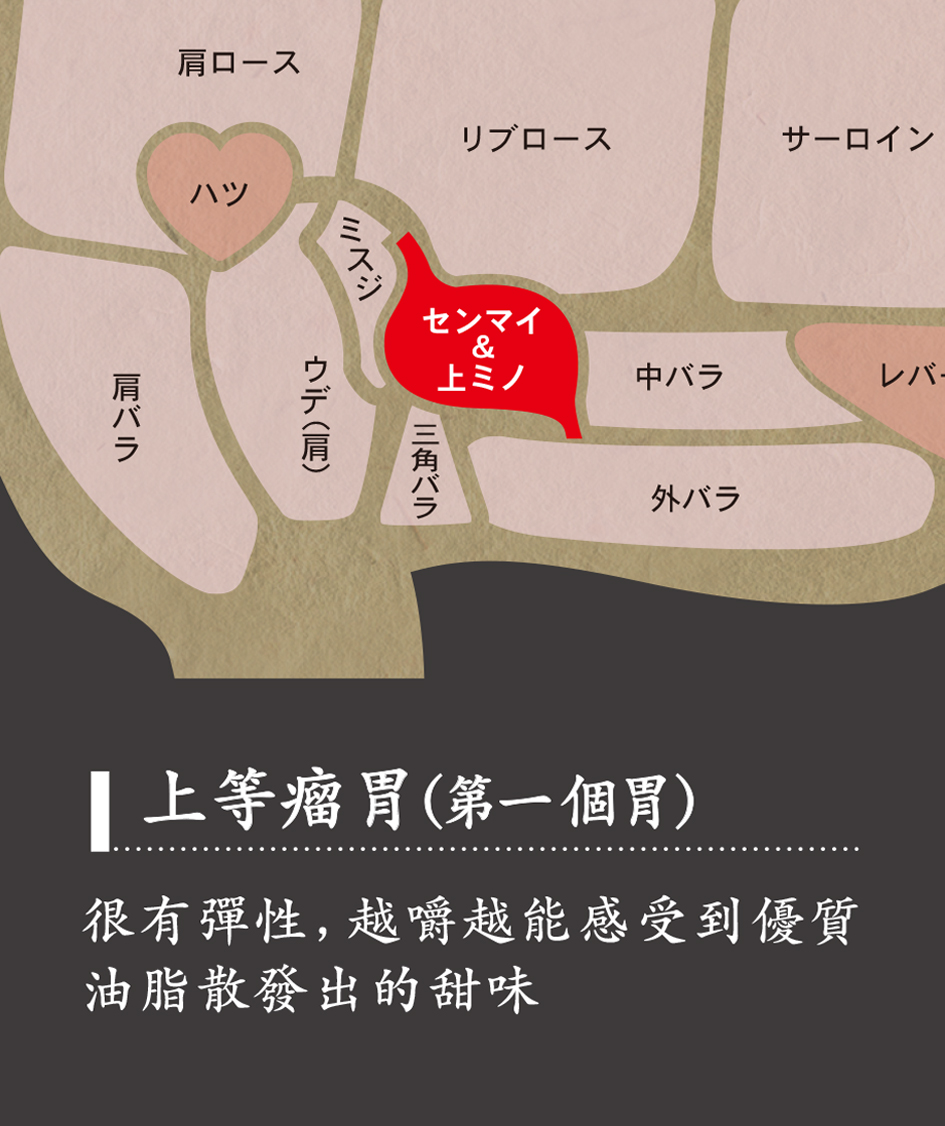 肩ロース
リブロース
サーロイン
ハツ
ミスジ
センマイ
&
上ミノ
中バラ
レバー
肩バラ
ウデ(肩)
三角バラ
外バラ
上等瘤胃(第一個胃)
很有彈性，越嚼越能感受到優質
油脂散發出的甜味